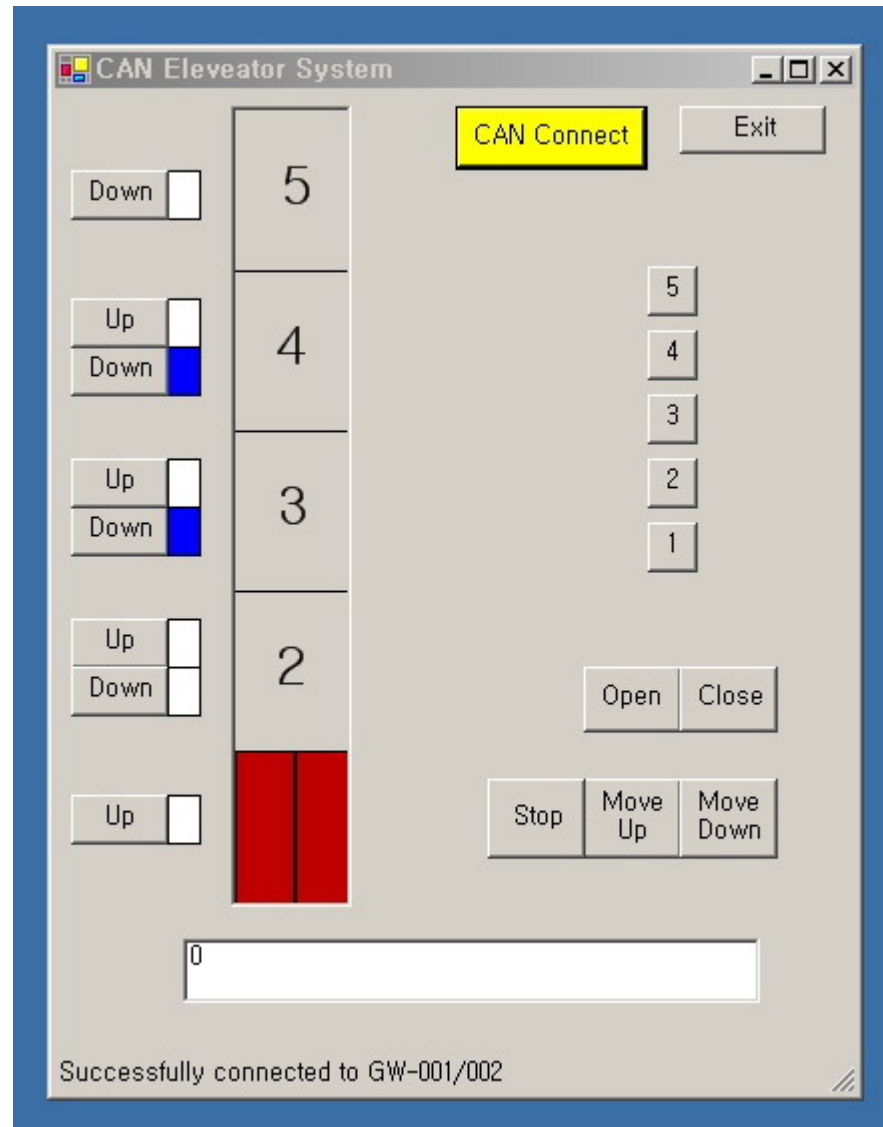 CAN Eleveator System
CAN Connect
Exit
Down
5
Up
Down
4
Up
Down
3
Up
Down
2
Up
5
4
3
2
1
Open
Close
Stop
Move
Up
Move
Down
0
Successfully connected to GW-001/002